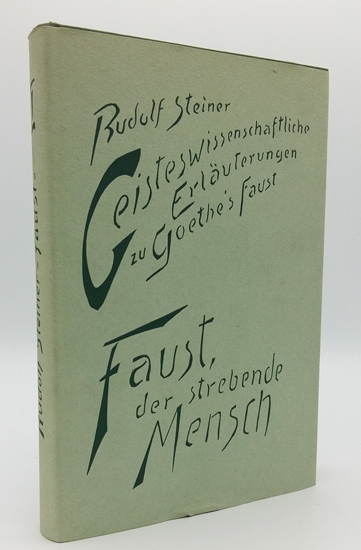 Rudolf Steiner
Geisteswissenschaftliche
Erläuterungen
zu Goethe's Faust
Faust,
der strebende
Mensch
Rudolf Steiner Faust